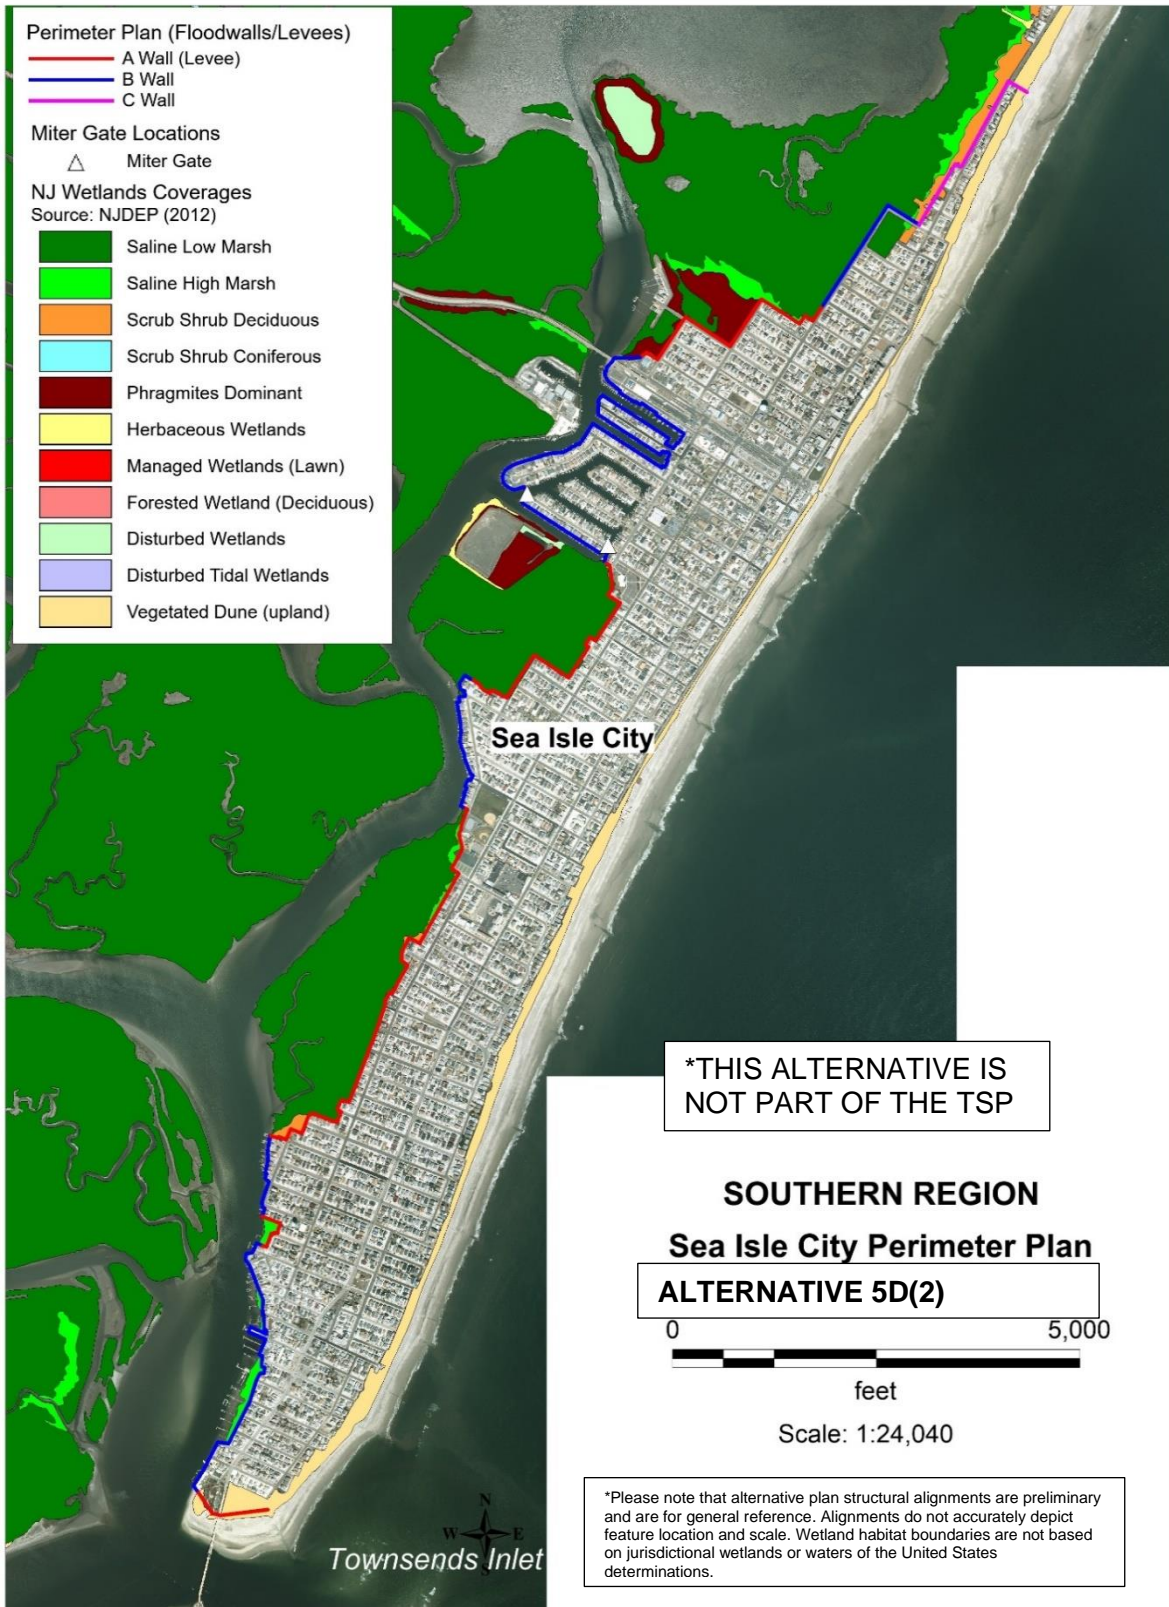 Perimeter Plan (Floodwalls/Levees)
A Wall (Levee)
B Wall
C Wall
Miter Gate Locations
Miter Gate
NJ Wetlands Coverages
Source: NJDEP (2012)
Saline Low Marsh
Saline High Marsh
Scrub Shrub Deciduous
Scrub Shrub Coniferous
Phragmites Dominant
Herbaceous Wetlands
Managed Wetlands (Lawn)
Forested Wetland (Deciduous)
Disturbed Wetlands
Disturbed Tidal Wetlands
Vegetated Dune (upland)
Sea Isle City
*THIS ALTERNATIVE IS
NOT PART OF THE TSP
SOUTHERN REGION
Sea Isle City Perimeter Plan
ALTERNATIVE 5D(2)
0 5,000
feet
Scale: 1:24,040
*Please note that alternative plan structural alignments are preliminary
and are for general reference. Alignments do not accurately depict
feature location and scale. Wetland habitat boundaries are not based
on jurisdictional wetlands or waters of the United States
determinations.
N
W E
S
Townsends Inlet